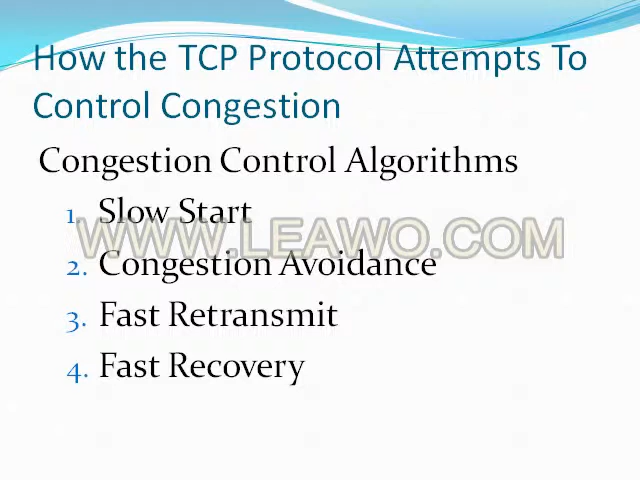 How the TCP Protocol Attempts To
Control Congestion
Congestion Control Algorithms
1. Slow Start
WWW.LEAWO.COM
2. Congestion Avoidance
3. Fast Retransmit
4. Fast Recovery